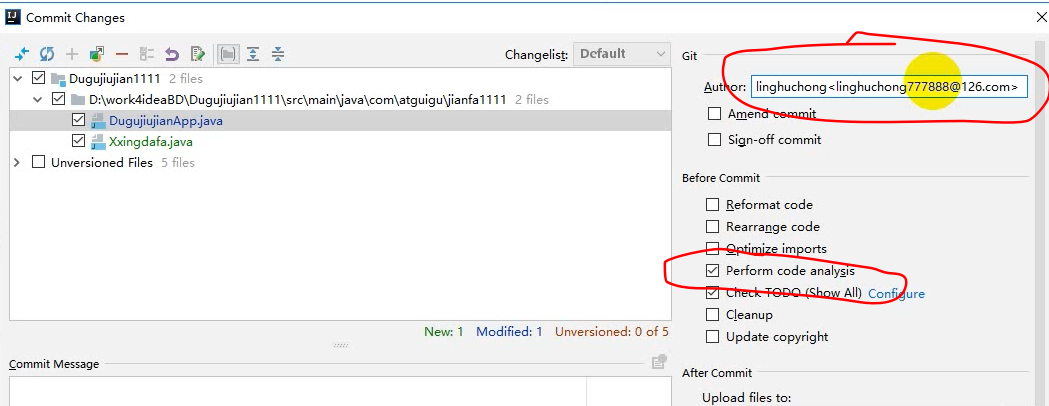 IJ Commit Changes
Changelist: Default
Dugujiujian1111 2 files
D:\work4ideaBD\Dugujiujian1111\src\main\java\com\atguigu\jianfa1111 2 files
DugujiujianApp.java
Xxingdafa.java
Unversioned Files 5 files
New: 1 Modified: 1 Unversioned: 0 of 5
Commit Message
Git
Author: linghuchong<linghuchong777888@126.com>
Amend commit
Sign-off commit
Before Commit
Reformat code
Rearrange code
Optimize imports
Perform code analysis
Check TODO (Show All) Configure
Cleanup
Update copyright
After Commit
Upload files to: